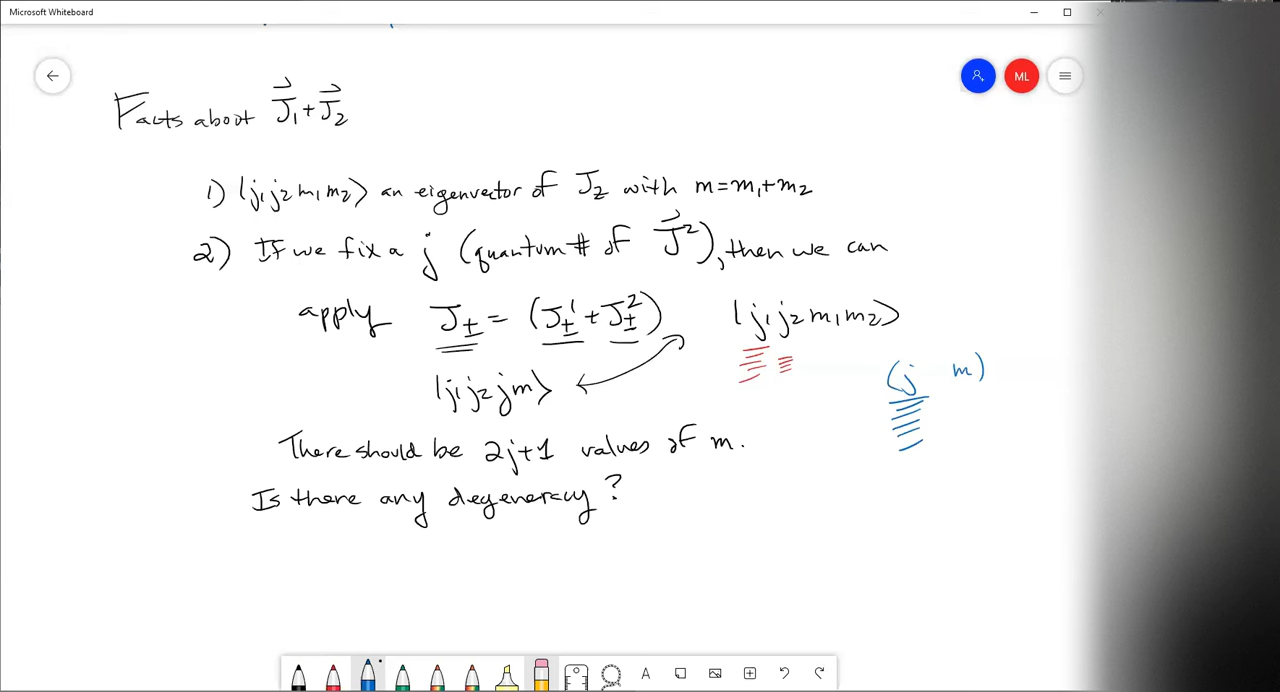 Microsoft Whiteboard
ML
Facts about J⃗₁+J⃗₂
1) |j₁j₂m₁m₂⟩ an eigenvector of J_z with m=m₁+m₂
2) If we fix a j (quantum # of J⃗²), then we can
apply J± = (J±¹+J±²) |j₁j₂m₁m₂⟩
(j m)
|j₁j₂jm⟩
There should be 2j+1 values of m.
Is there any degeneracy?
A